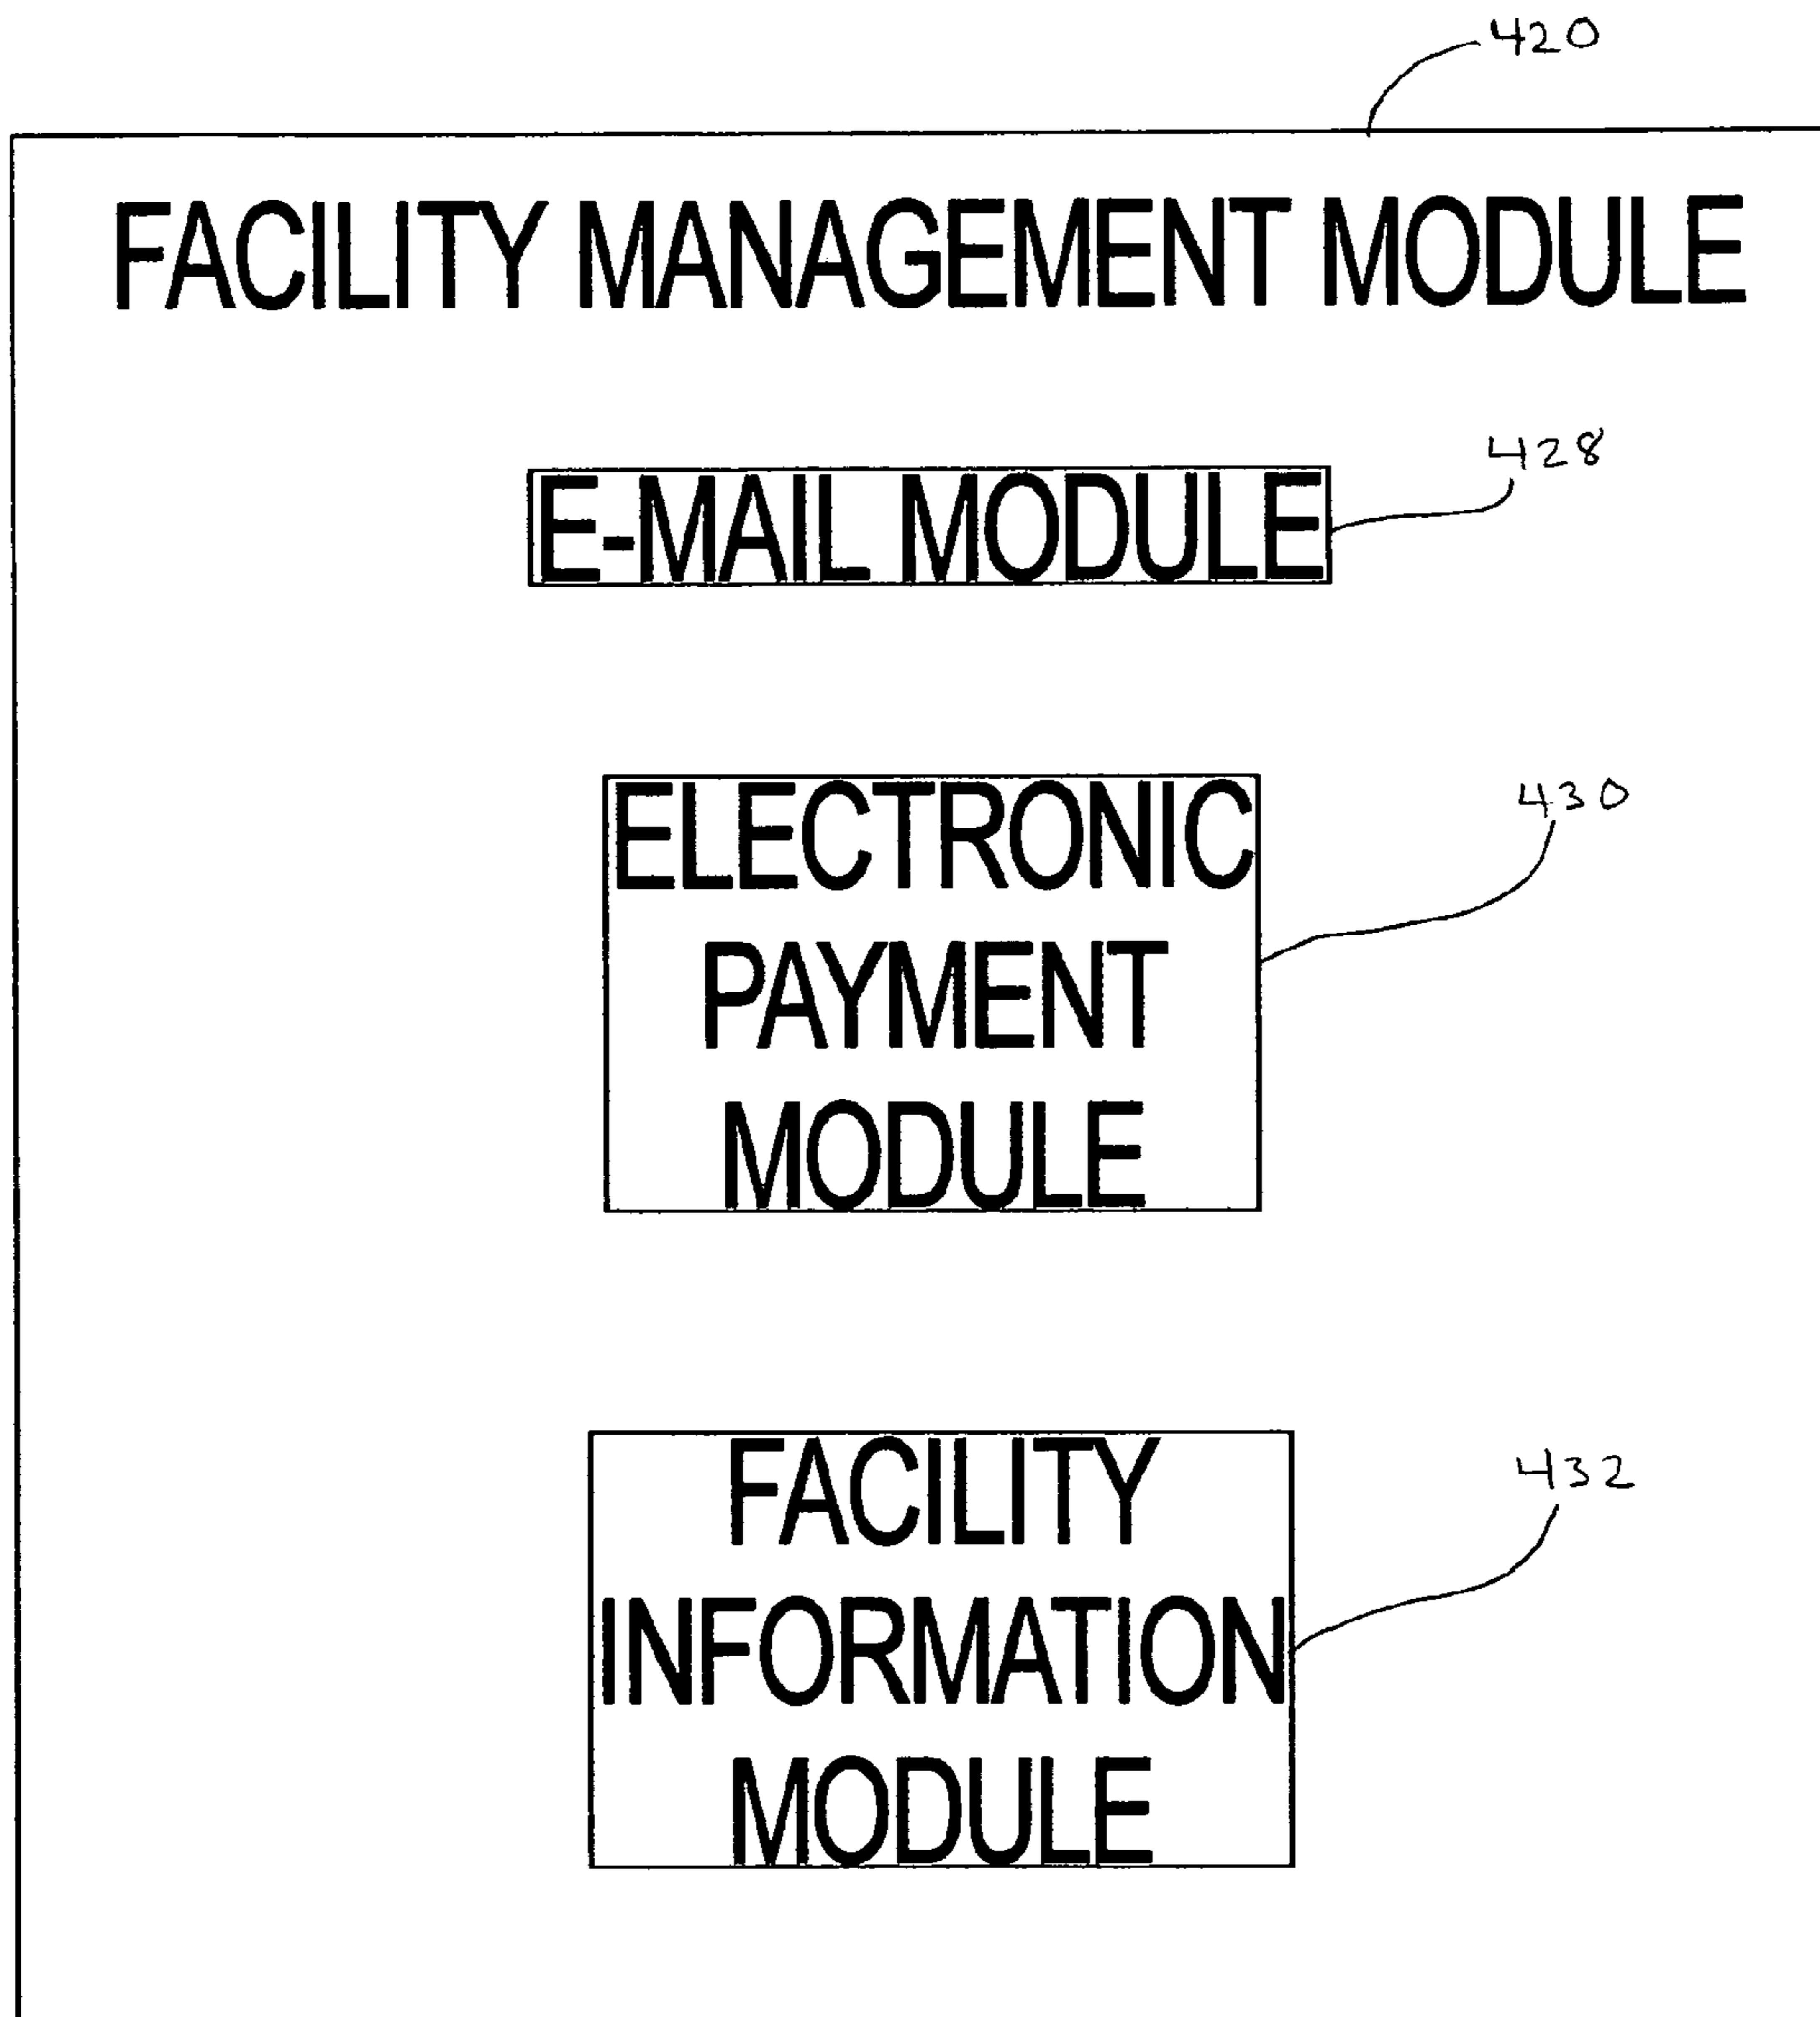 420
FACILITY MANAGEMENT MODULE
428
E-MAIL MODULE
430
ELECTRONIC
PAYMENT
MODULE
432
FACILITY
INFORMATION
MODULE